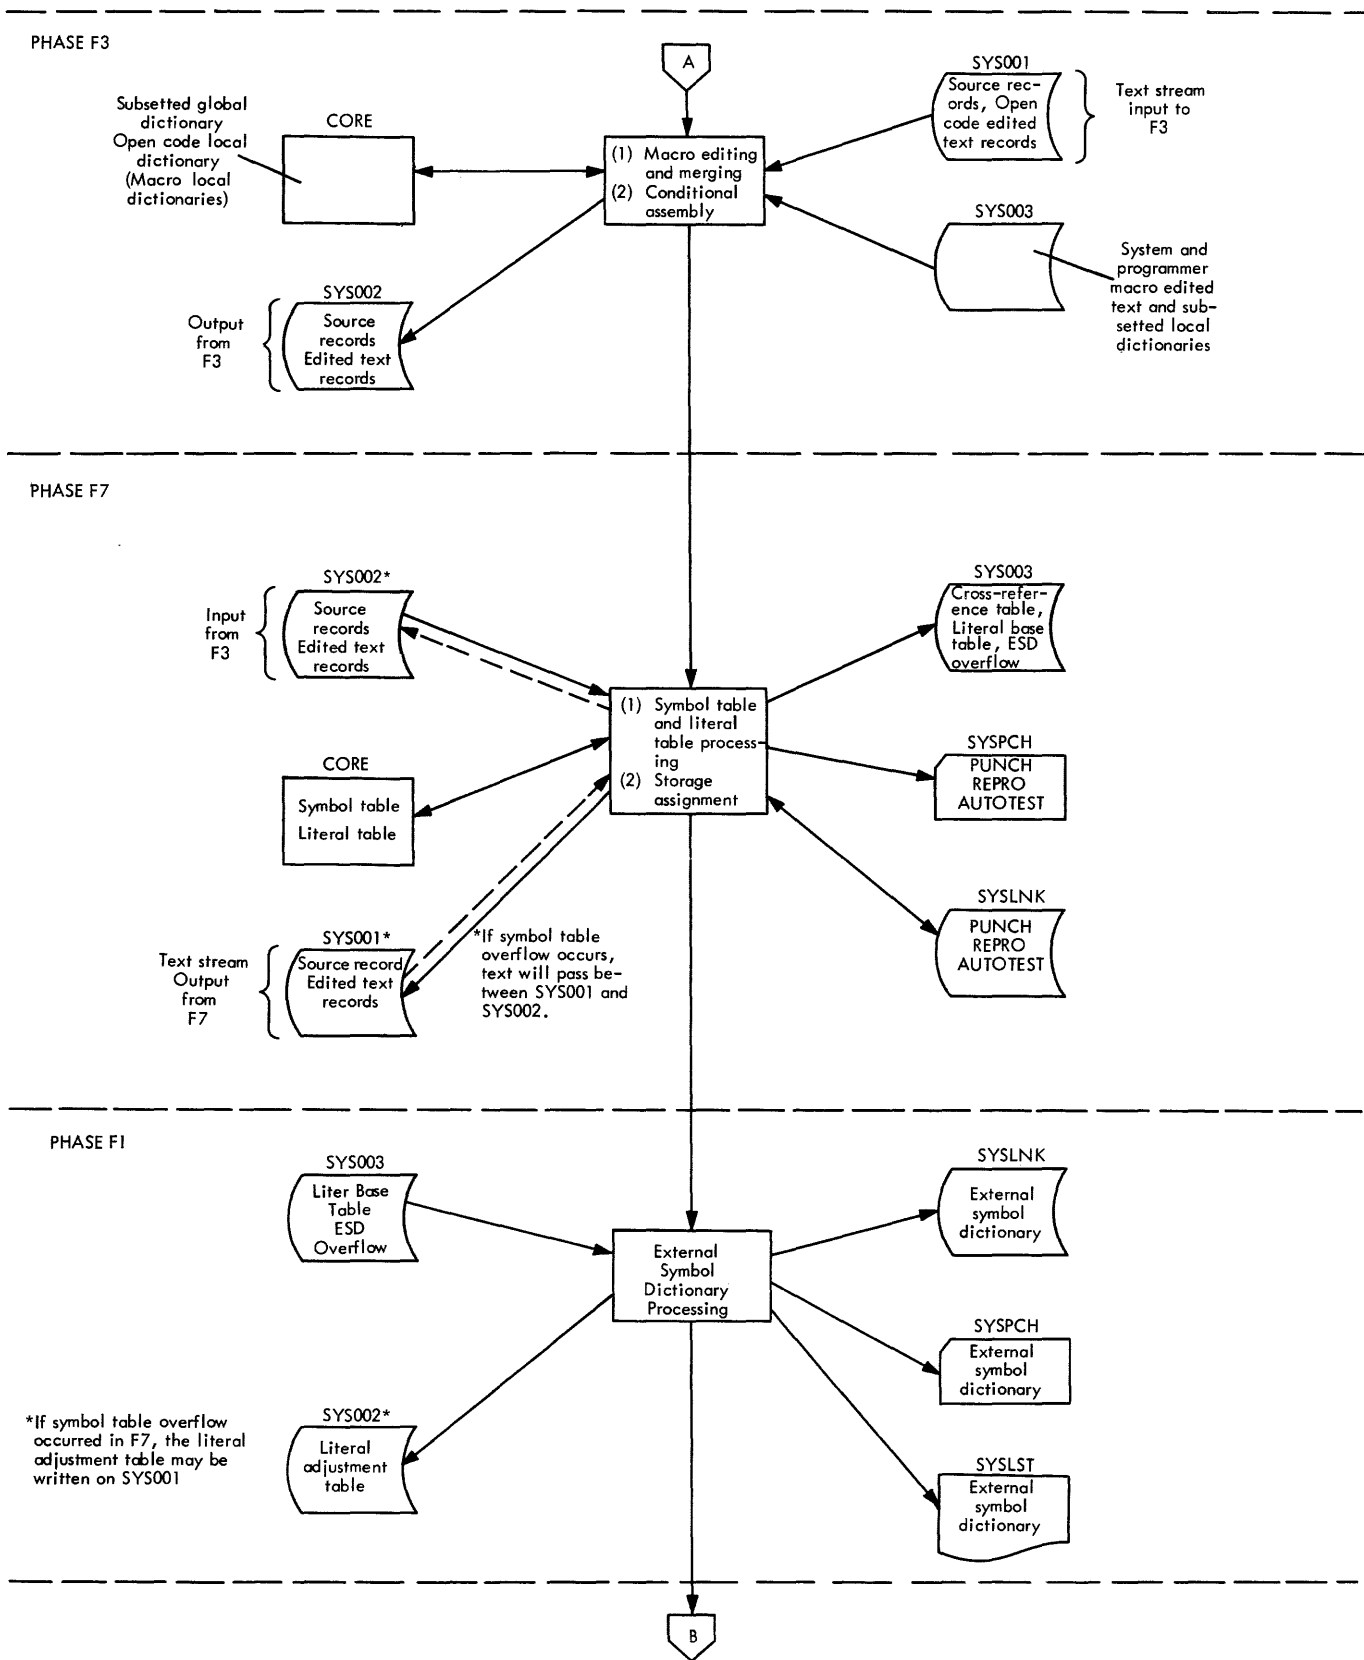 PHASE F3
A
Subsetted global
dictionary
Open code local
dictionary
(Macro local
dictionaries)
CORE
(1) Macro editing
and merging
(2) Conditional
assembly
SYS001
Source rec-
ords, Open
code edited
text records
Text stream
input to
F3
SYS003
System and
programmer
macro edited
text and sub-
setted local
dictionaries
SYS002
Source
records
Edited text
records
Output
from
F3
PHASE F7
SYS002*
Source
records
Edited text
records
Input
from
F3
SYS003
Cross-refer-
ence table,
Literal base
table, ESD
overflow
(1) Symbol table
and literal
table process-
ing
(2) Storage
assignment
CORE
Symbol table
Literal table
SYSPCH
PUNCH
REPRO
AUTOTEST
SYSLNK
PUNCH
REPRO
AUTOTEST
SYS001*
Source record
Edited text
records
Text stream
Output
from
F7
*If symbol table
overflow occurs,
text will pass be-
tween SYS001 and
SYS002.
PHASE FI
SYS003
Liter Base
Table
ESD
Overflow
External
Symbol
Dictionary
Processing
SYSLNK
External
symbol
dictionary
SYSPCH
External
symbol
dictionary
SYSLST
External
symbol
dictionary
*If symbol table overflow
occurred in F7, the literal
adjustment table may be
written on SYS001
SYS002*
Literal
adjustment
table
B